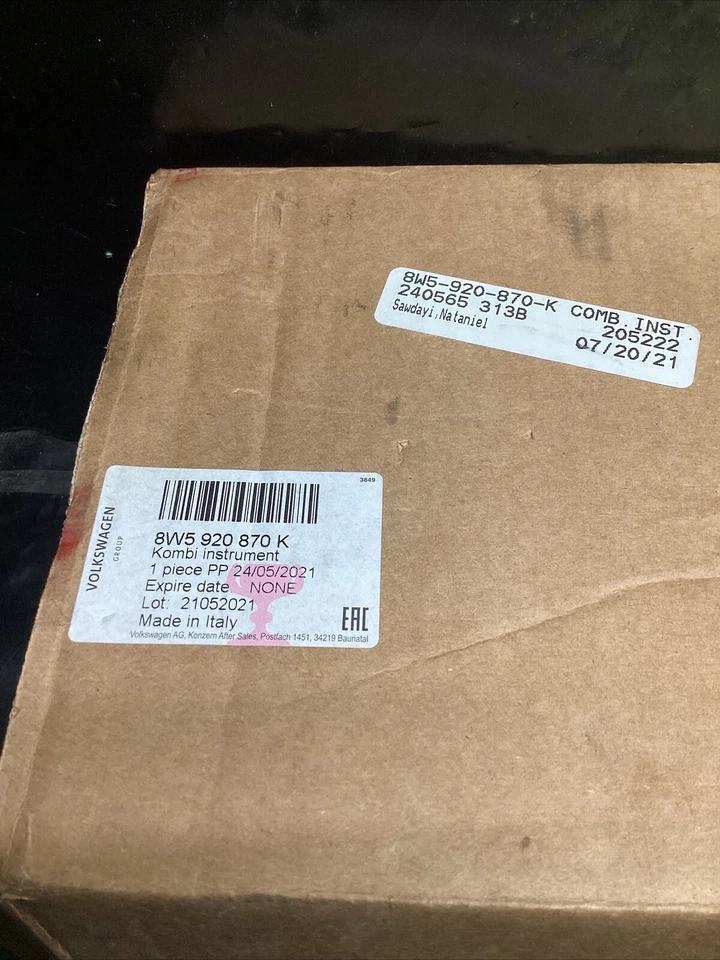 8W5-920-870-K COMB.INST.
240565 313B 205222
Sawdayi,Nataniel 07/20/21
3849
VOLKSWAGEN
GROUP
8W5 920 870 K
Kombi instrument
1 piece PP 24/05/2021
Expire date NONE
Lot: 21052021
Made in Italy
EAC
Volkswagen AG, Konzern After Sales, Postfach 1451, 34219 Baunatal